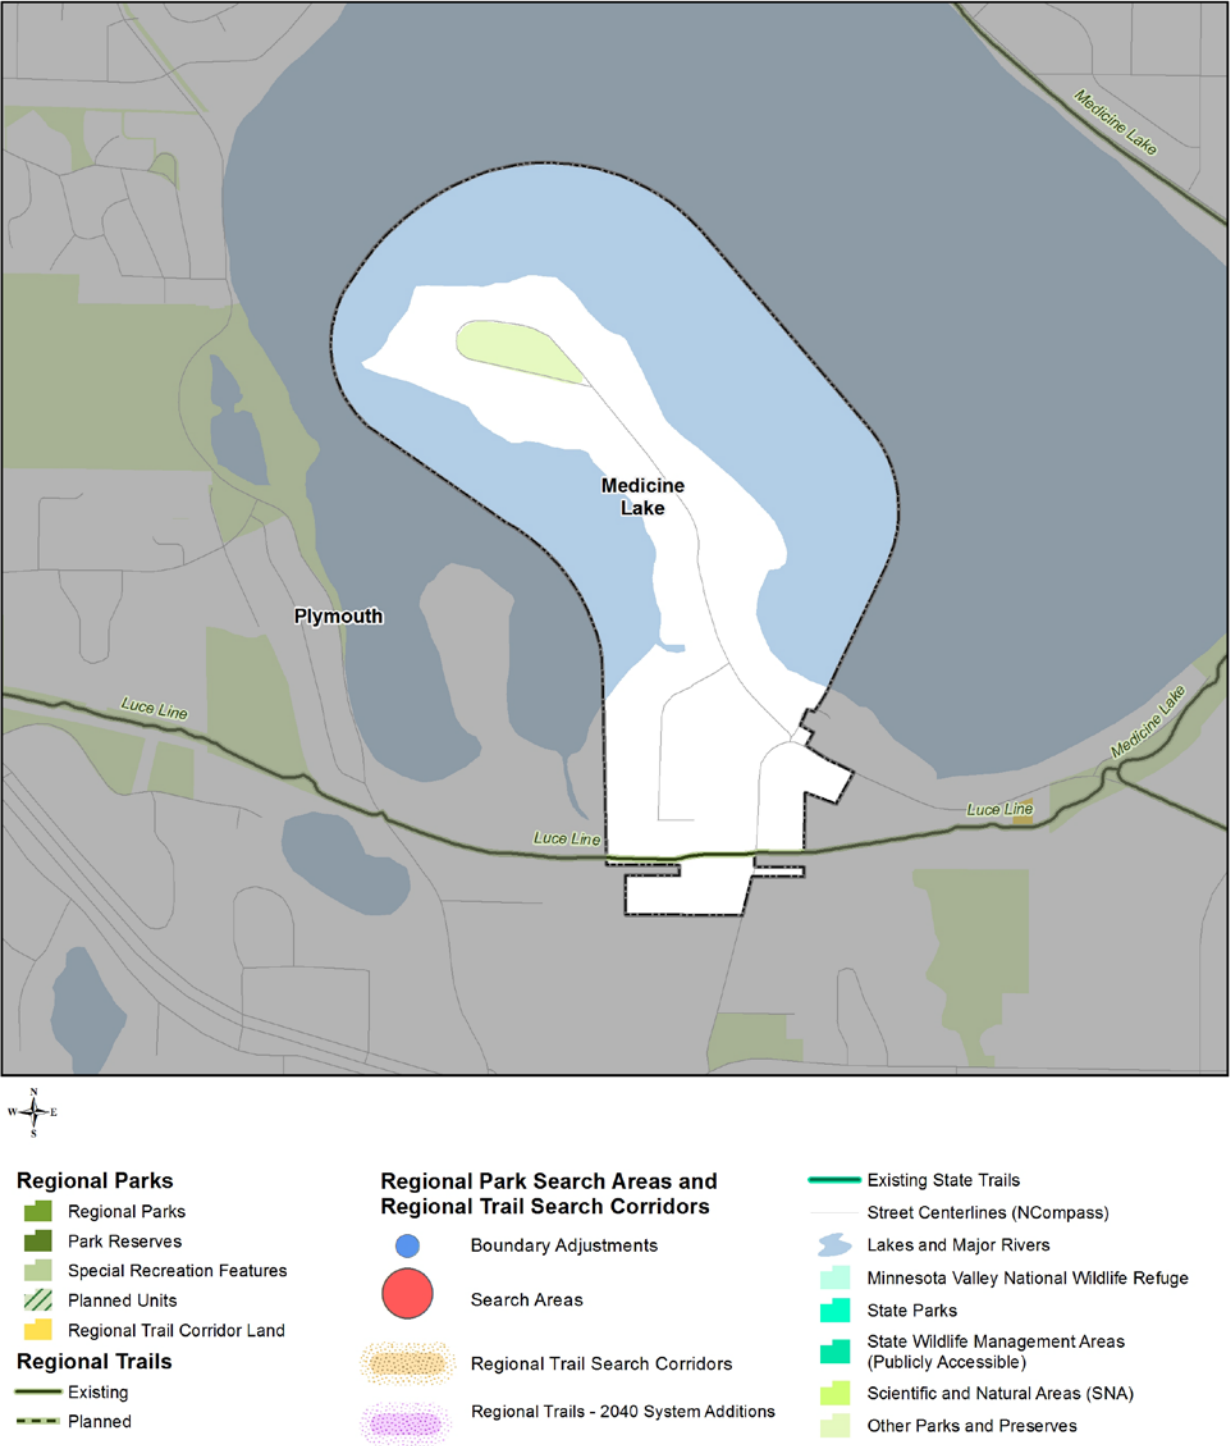 Medicine Lake
Medicine
Lake
Plymouth
Luce Line
Medicine Lake
Luce Line
Luce Line
N
W E
S
Regional Parks
Regional Parks
Park Reserves
Special Recreation Features
Planned Units
Regional Trail Corridor Land
Regional Trails
Existing
Planned
Regional Park Search Areas and
Regional Trail Search Corridors
Boundary Adjustments
Search Areas
Regional Trail Search Corridors
Regional Trails - 2040 System Additions
Existing State Trails
Street Centerlines (NCompass)
Lakes and Major Rivers
Minnesota Valley National Wildlife Refuge
State Parks
State Wildlife Management Areas
(Publicly Accessible)
Scientific and Natural Areas (SNA)
Other Parks and Preserves